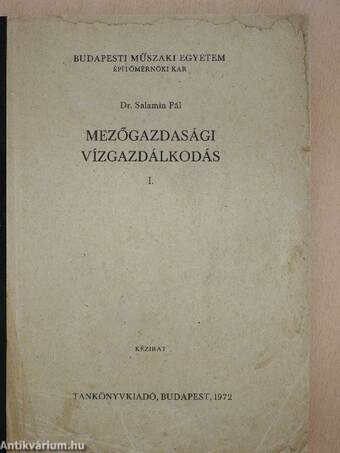 BUDAPESTI MŰSZAKI EGYETEM
ÉPÍTŐMÉRNÖKI KAR
Dr. Salamin Pál
MEZŐGAZDASÁGI
VÍZGAZDÁLKODÁS
I.
KÉZIRAT
TANKÖNYVKIADÓ, BUDAPEST, 1972
Antikvárium.hu